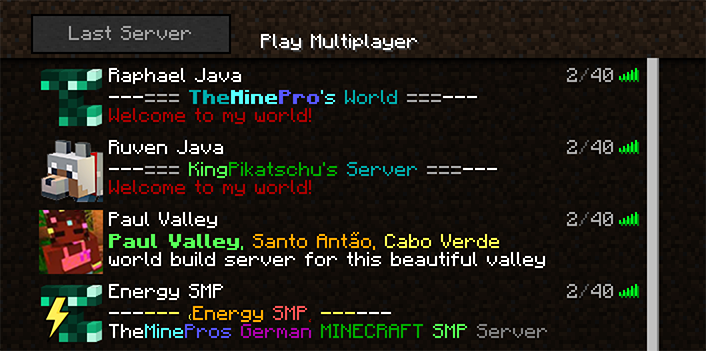 Last Server
Play Multiplayer
Raphael Java 2/40
---=== TheMinePro's World ===---
Welcome to my world!
Ruven Java 2/40
---=== KingPikatschu's Server ===---
Welcome to my world!
Paul Valley 2/40
Paul Valley, Santo Antão, Cabo Verde
world build server for this beautiful valley
Energy SMP 2/40
------ Energy SMP ------
TheMinePros German MINECRAFT SMP Server